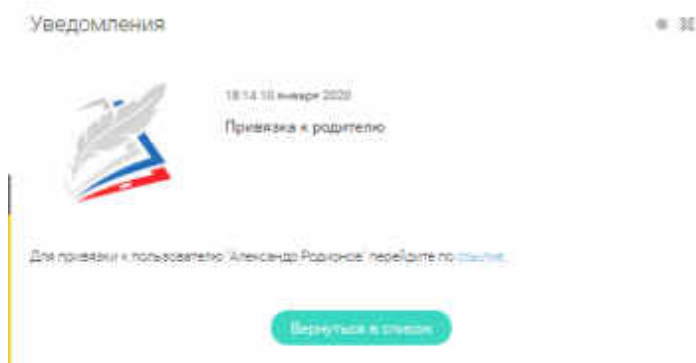 Уведомления
18:14 10 января 2020
Привязка к родителю
Для привязки к пользователю "Александр Родионов" перейдите по ссылке.
Вернуться в список